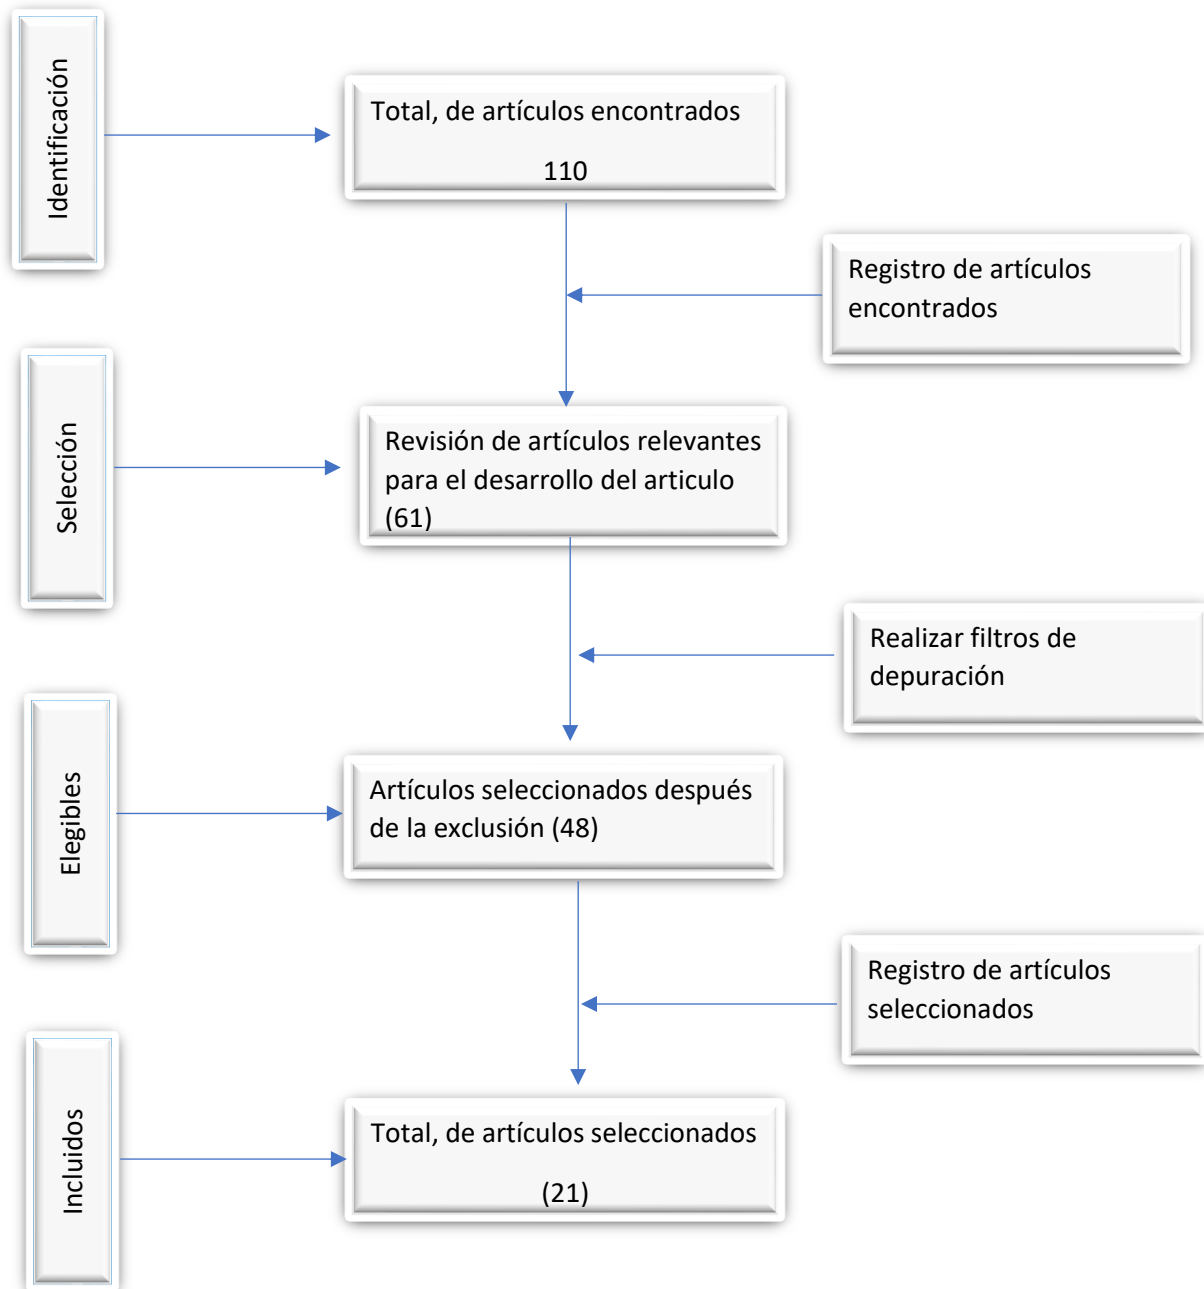 Identificación
Total, de artículos encontrados
110
Registro de artículos
encontrados
Selección
Revisión de artículos relevantes
para el desarrollo del articulo
(61)
Realizar filtros de
depuración
Elegibles
Artículos seleccionados después
de la exclusión (48)
Registro de artículos
seleccionados
Incluidos
Total, de artículos seleccionados
(21)